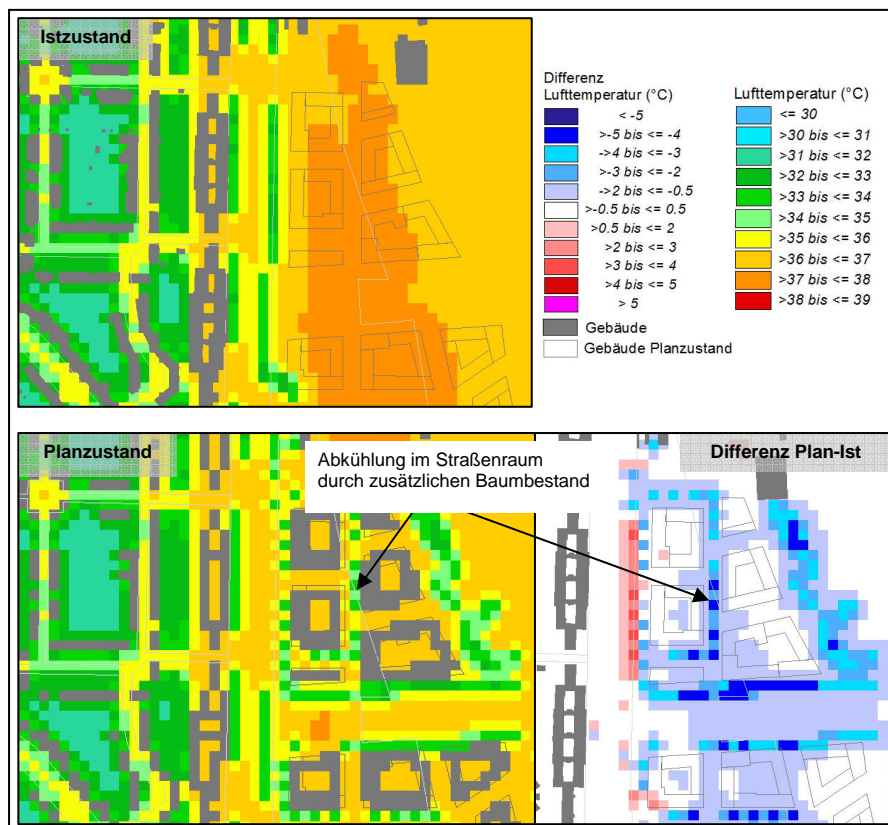 Istzustand
Differenz
Lufttemperatur (°C)
< -5
>-5 bis <= -4
->4 bis <= -3
>-3 bis <= -2
->2 bis <= -0.5
>-0.5 bis <= 0.5
>0.5 bis <= 2
>2 bis <= 3
>3 bis <= 4
>4 bis <= 5
> 5
Gebäude
Gebäude Planzustand
Lufttemperatur (°C)
<= 30
>30 bis <= 31
>31 bis <= 32
>32 bis <= 33
>33 bis <= 34
>34 bis <= 35
>35 bis <= 36
>36 bis <= 37
>37 bis <= 38
>38 bis <= 39
Planzustand
Abkühlung im Straßenraum
durch zusätzlichen Baumbestand
Differenz Plan-Ist